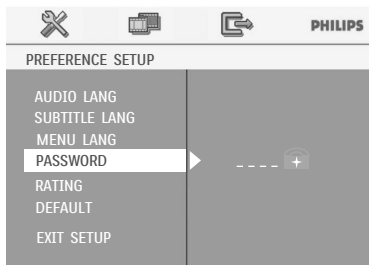 PHILIPS
PREFERENCE SETUP
AUDIO LANG
SUBTITLE LANG
MENU LANG
PASSWORD
_ _ _ _
RATING
DEFAULT
EXIT SETUP